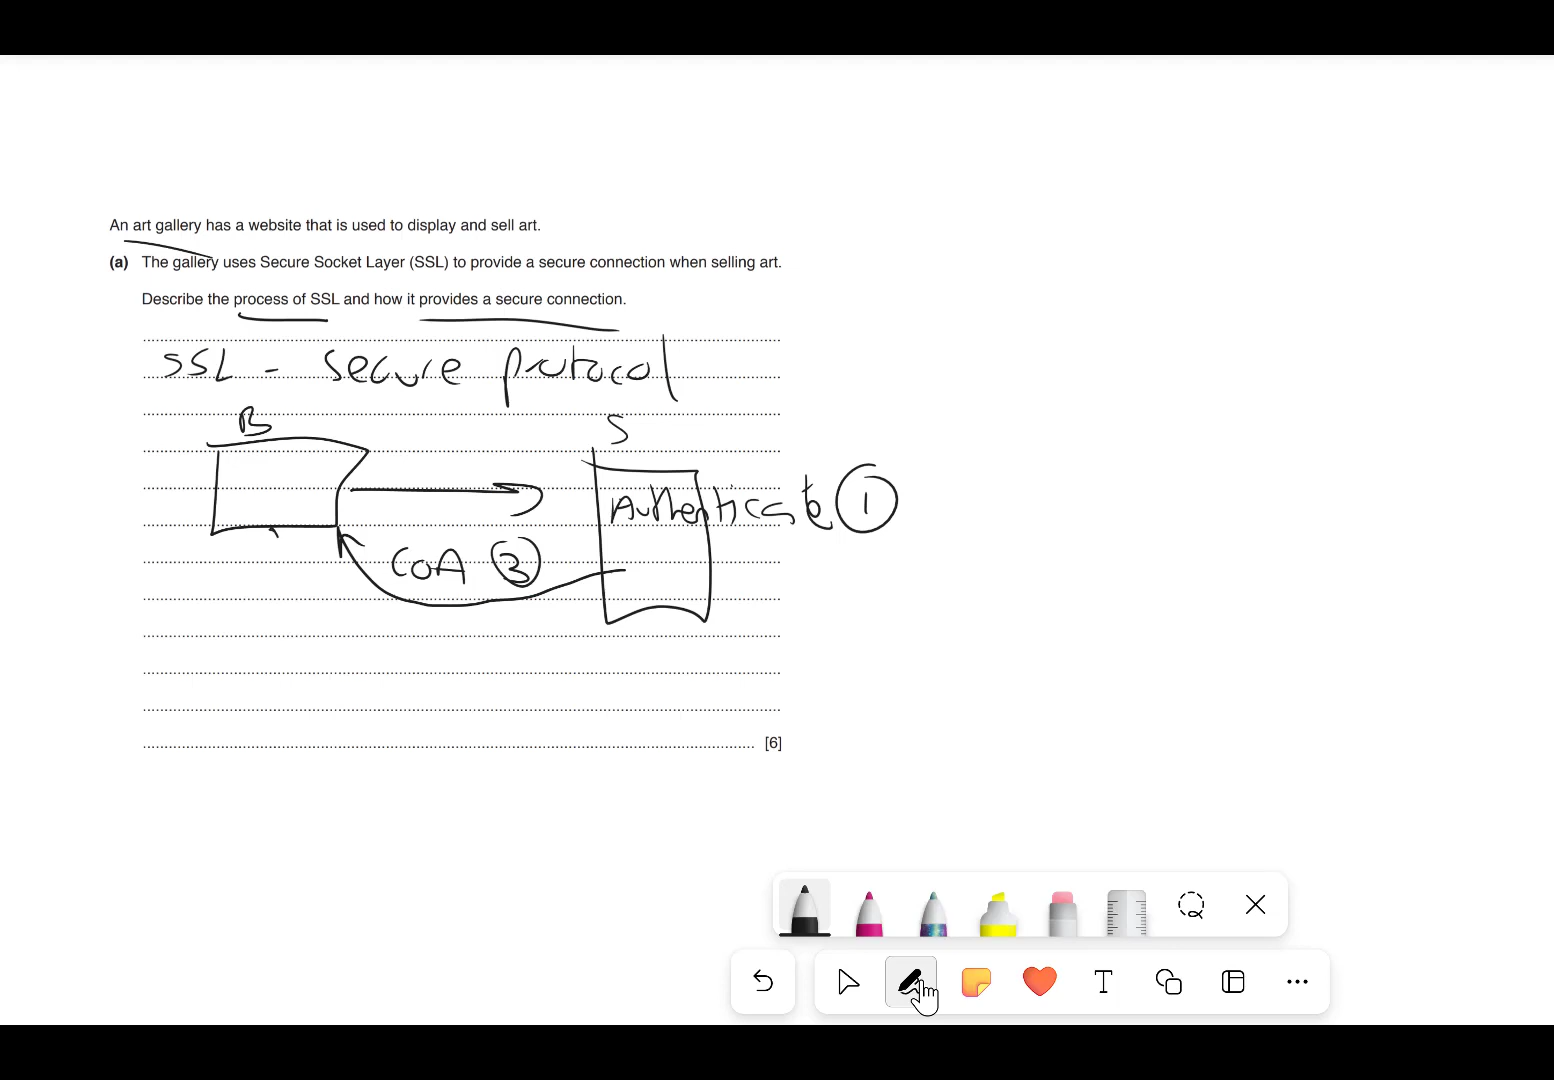 An art gallery has a website that is used to display and sell art.
(a) The gallery uses Secure Socket Layer (SSL) to provide a secure connection when selling art.
Describe the process of SSL and how it provides a secure connection.
SSL - secure protocol
B S
Authenticate 1
COA 3
[6]
T